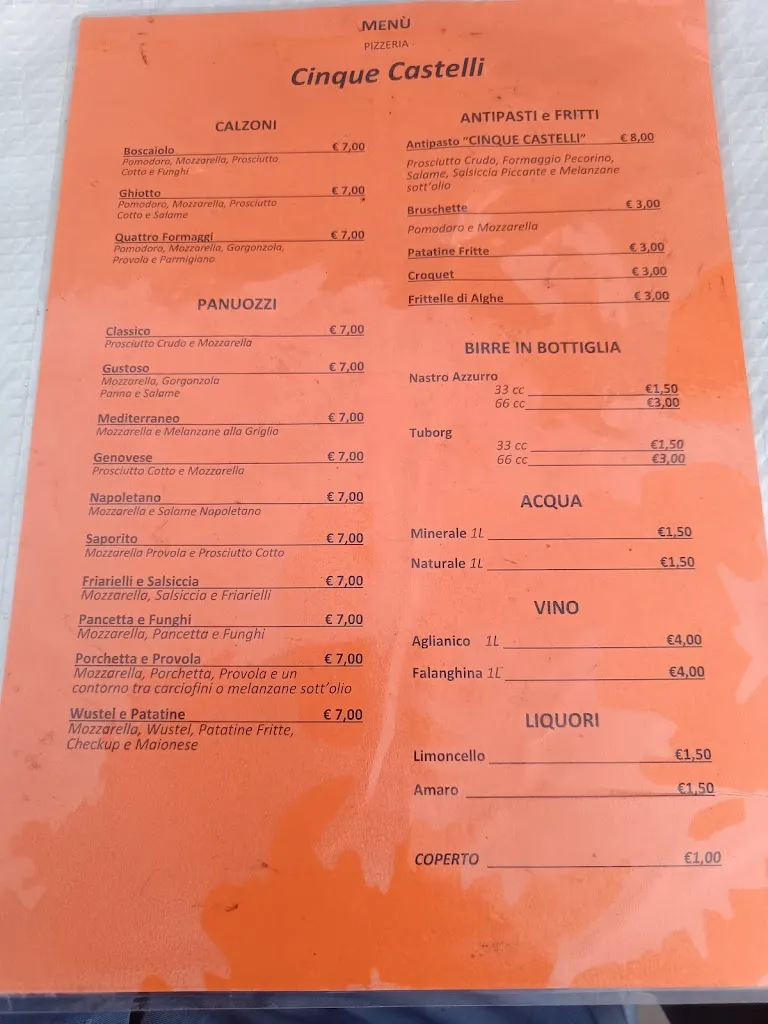 MENÙ
PIZZERIA
Cinque Castelli
CALZONI
Boscaiolo € 7,00
Pomodoro, Mozzarella, Prosciutto
Cotto e Funghi
Ghiotto € 7,00
Pomodoro, Mozzarella, Prosciutto
Cotto e Salame
Quattro Formaggi € 7,00
Pomodoro, Mozzarella, Gorgonzola,
Provola e Parmigiano
PANUOZZI
Classico € 7,00
Prosciutto Crudo e Mozzarella
Gustoso € 7,00
Mozzarella, Gorgonzola
Panna e Salame
Mediterraneo € 7,00
Mozzarella e Melanzane alla Griglia
Genovese € 7,00
Prosciutto Cotto e Mozzarella
Napoletano € 7,00
Mozzarella e Salame Napoletano
Saporito € 7,00
Mozzarella Provola e Prosciutto Cotto
Friarielli e Salsiccia € 7,00
Mozzarella, Salsiccia e Friarielli
Pancetta e Funghi € 7,00
Mozzarella, Pancetta e Funghi
Porchetta e Provola € 7,00
Mozzarella, Porchetta, Provola e un
contorno tra carciofini o melanzane sott'olio
Wustel e Patatine € 7,00
Mozzarella, Wustel, Patatine Fritte,
Checkup e Maionese
ANTIPASTI e FRITTI
Antipasto "CINQUE CASTELLI" € 8,00
Prosciutto Crudo, Formaggio Pecorino,
Salame, Salsiccia Piccante e Melanzane
sott'olio
Bruschette € 3,00
Pomodoro e Mozzarella
Patatine Fritte € 3,00
Croquet € 3,00
Frittelle di Alghe € 3,00
BIRRE IN BOTTIGLIA
Nastro Azzurro
33 cc €1,50
66 cc €3,00
Tuborg
33 cc €1,50
66 cc €3,00
ACQUA
Minerale 1L €1,50
Naturale 1L €1,50
VINO
Aglianico 1L €4,00
Falanghina 1L €4,00
LIQUORI
Limoncello €1,50
Amaro €1,50
COPERTO €1,00